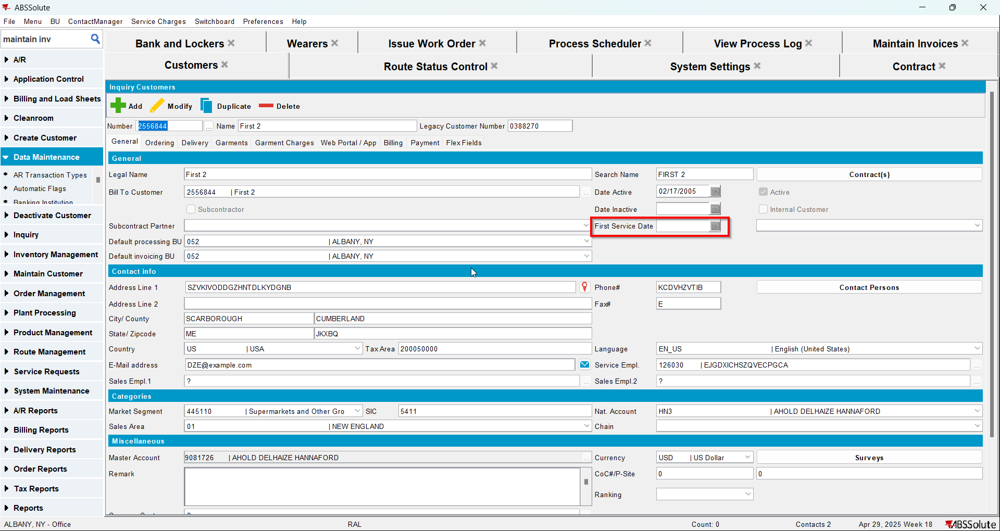 ABSSolute
File Menu BU ContactManager Service Charges Switchboard Preferences Help
maintain inv
Bank and Lockers Wearers Issue Work Order Process Scheduler View Process Log Maintain Invoices
Customers Route Status Control System Settings Contract
A/R
Application Control
Billing and Load Sheets
Cleanroom
Create Customer
Data Maintenance
AR Transaction Types
Automatic Flags
Banking Institution
Deactivate Customer
Inquiry
Inventory Management
Maintain Customer
Order Management
Plant Processing
Product Management
Route Management
Service Requests
System Maintenance
A/R Reports
Billing Reports
Delivery Reports
Order Reports
Tax Reports
Reports
Inquiry Customers
Add Modify Duplicate Delete
Number 2556844 ... Name First 2 Legacy Customer Number 0388270
General Ordering Delivery Garments Garment Charges Web Portal / App Billing Payment Flex Fields
General
Legal Name First 2 Search Name FIRST 2 Contract(s)
Bill To Customer 2556844 | First 2 ... Date Active 02/17/2005 16 Active
Subcontractor Date Inactive 16 Internal Customer
Subcontract Partner First Service Date 16
Default processing BU 052 | ALBANY, NY
Default invoicing BU 052 | ALBANY, NY
Contact info
Address Line 1 SZVKIVODDGZHNTDLKYDGNB Phone# KCDVHZVTIB Contact Persons
Address Line 2 Fax# E
City/ County SCARBOROUGH CUMBERLAND
State/ Zipcode ME JKXBQ
Country US | USA Tax Area 200050000 Language EN_US | English (United States)
E-Mail address DZE@example.com Service Empl. 126030 | EJGDXICHSZQVECPGCA ...
Sales Empl.1 ? ... Sales Empl.2 ? ...
Categories
Market Segment 445110 | Supermarkets and Other Gro SIC 5411 Nat. Account HN3 | AHOLD DELHAIZE HANNAFORD
Sales Area 01 | NEW ENGLAND Chain
Miscellaneous
Master Account 9081726 | AHOLD DELHAIZE HANNAFORD ... Currency USD | US Dollar Surveys
Remark CoC#/P-Site 0 0
Ranking
ALBANY, NY - Office RAL Count: 0 Contacts 2 Apr 29, 2025 Week 18 ABSSolute